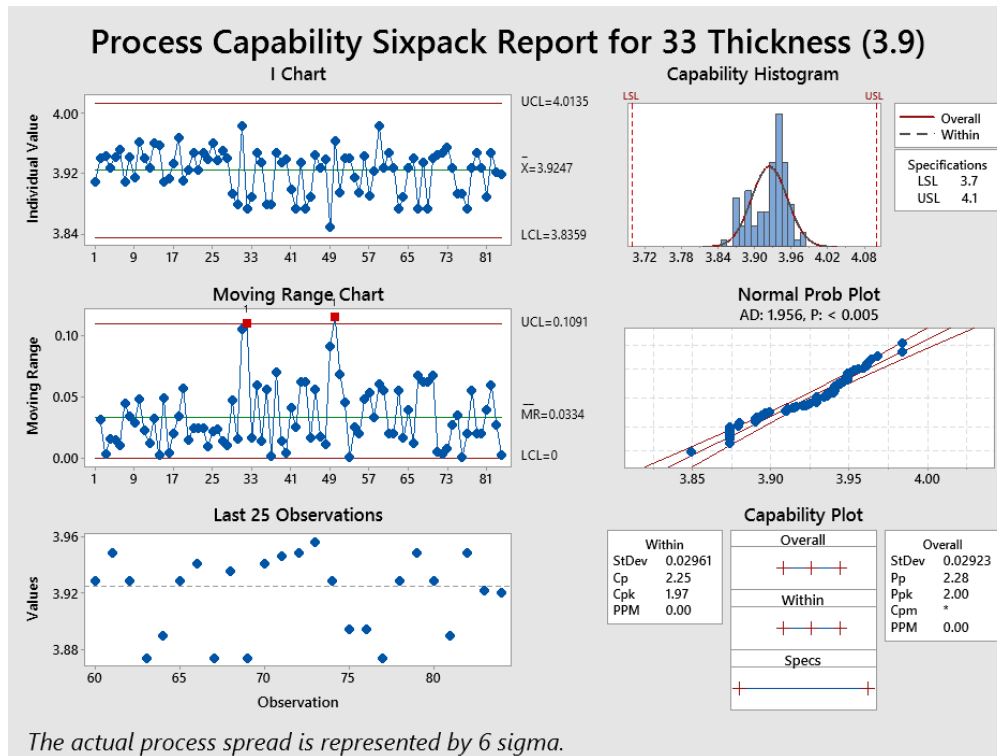 Process Capability Sixpack Report for 33 Thickness (3.9)
I Chart
Individual Value
4.00
3.92
3.84
UCL=4.0135
X̄=3.9247
LCL=3.8359
1 9 17 25 33 41 49 57 65 73 81
Capability Histogram
LSL USL
3.72 3.78 3.84 3.90 3.96 4.02 4.08
Overall
Within
Specifications
LSL 3.7
USL 4.1
Moving Range Chart
Moving Range
0.10
0.05
0.00
1
1
UCL=0.1091
M̅R̅=0.0334
LCL=0
1 9 17 25 33 41 49 57 65 73 81
Normal Prob Plot
AD: 1.956, P: < 0.005
3.85 3.90 3.95 4.00
Last 25 Observations
Values
3.96
3.92
3.88
60 65 70 75 80
Observation
Capability Plot
Within
StDev 0.02961
Cp 2.25
Cpk 1.97
PPM 0.00
Overall
Within
Specs
Overall
StDev 0.02923
Pp 2.28
Ppk 2.00
Cpm *
PPM 0.00
The actual process spread is represented by 6 sigma.